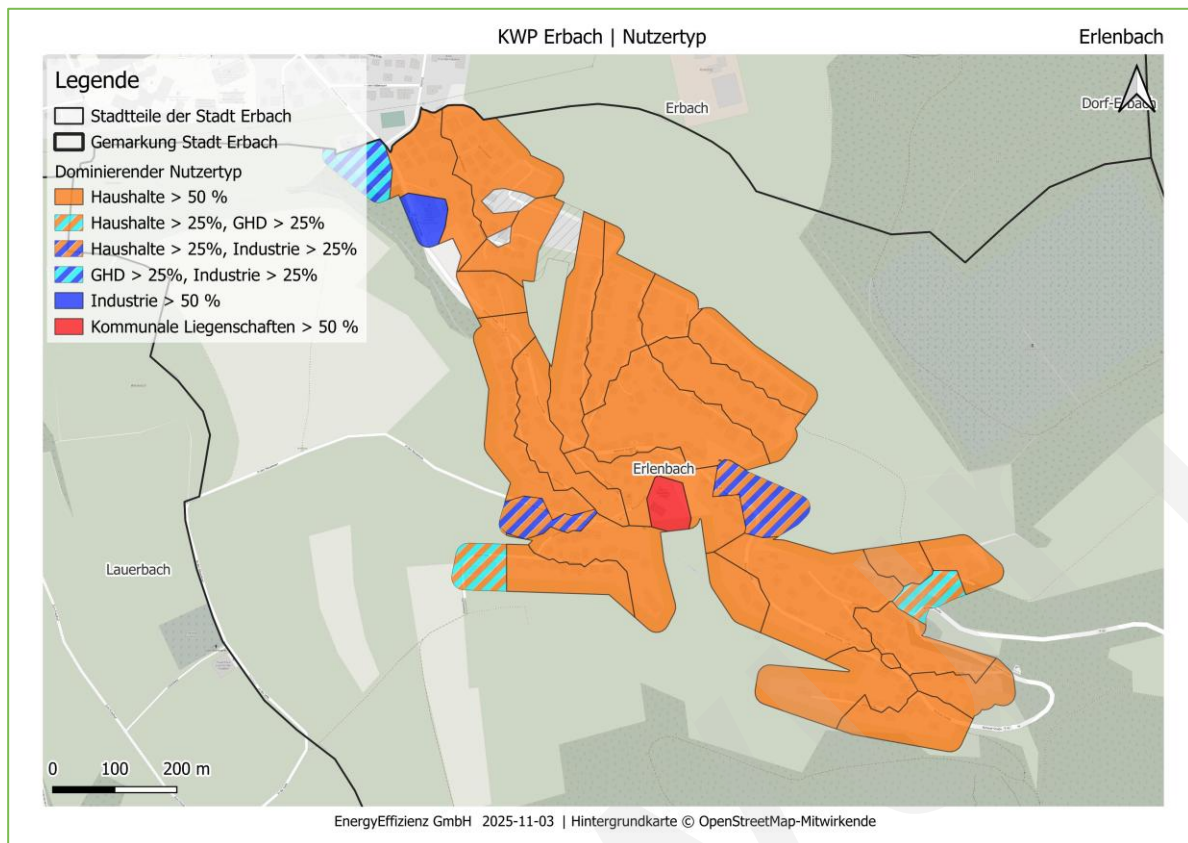 KWP Erbach | Nutzertyp
Erlenbach
Legende
Stadtteile der Stadt Erbach
Gemarkung Stadt Erbach
Dominierender Nutzertyp
Haushalte > 50 %
Haushalte > 25%, GHD > 25%
Haushalte > 25%, Industrie > 25%
GHD > 25%, Industrie > 25%
Industrie > 50 %
Kommunale Liegenschaften > 50 %
Erbach
Dorf-Erbach
Erlenbach
Lauerbach
0 100 200 m
EnergyEffizienz GmbH 2025-11-03 | Hintergrundkarte © OpenStreetMap-Mitwirkende